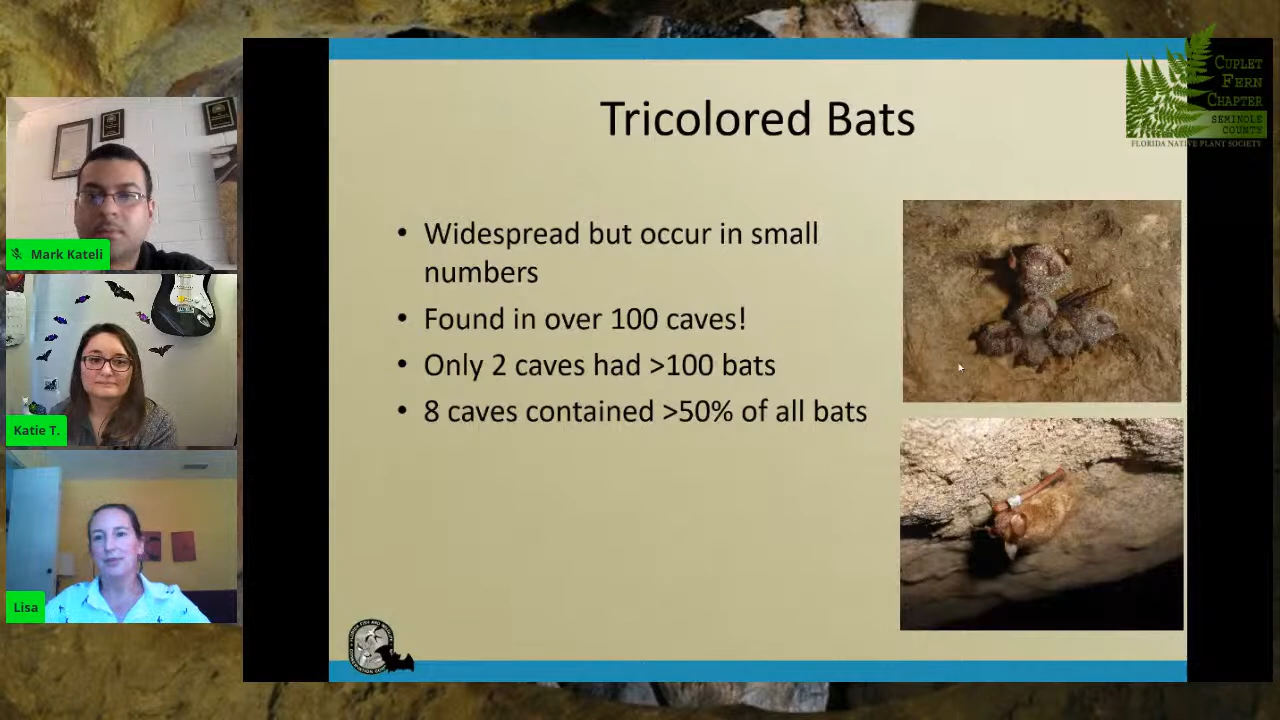 Tricolored Bats
• Widespread but occur in small
numbers
• Found in over 100 caves!
• Only 2 caves had >100 bats
• 8 caves contained >50% of all bats
CUPLET
FERN
CHAPTER
SEMINOLE
COUNTY
FLORIDA NATIVE PLANT SOCIETY
Mark Kateli
Katie T.
Lisa